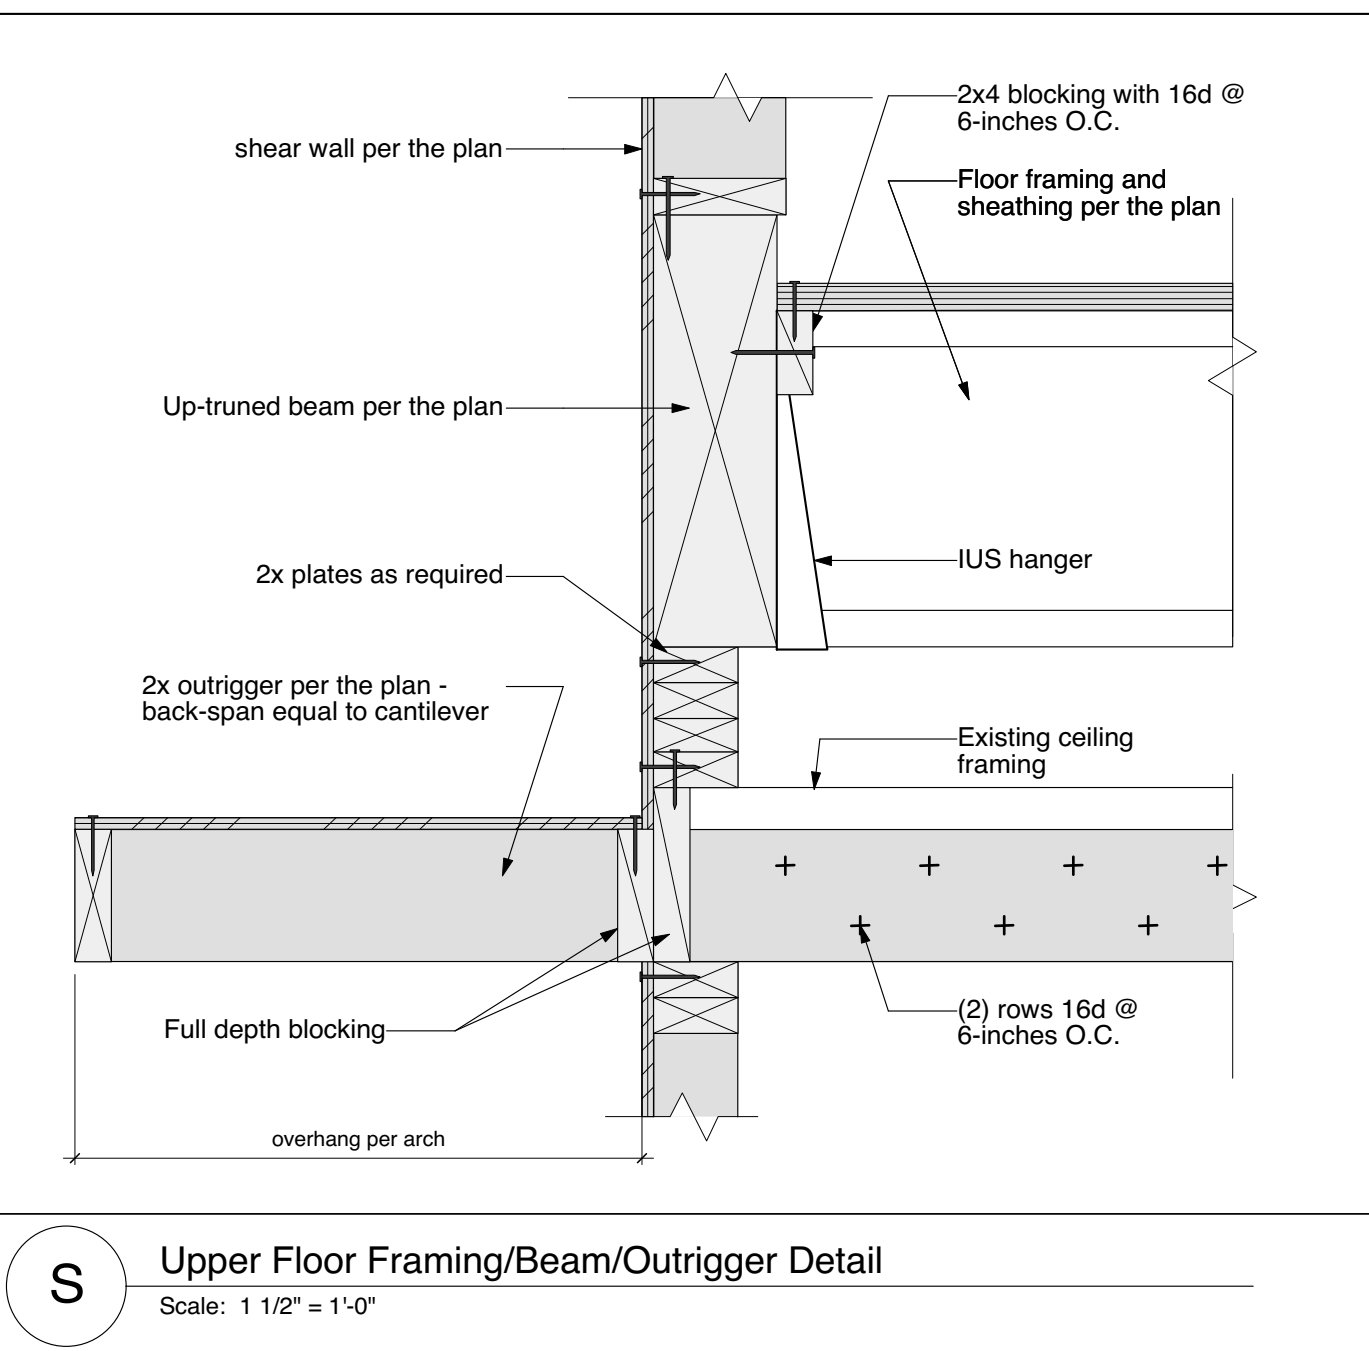 2x4 blocking with 16d @
6-inches O.C.
shear wall per the plan
Floor framing and
sheathing per the plan
Up-truned beam per the plan
IUS hanger
2x plates as required
2x outrigger per the plan -
back-span equal to cantilever
Existing ceiling
framing
(2) rows 16d @
6-inches O.C.
Full depth blocking
overhang per arch
S
Upper Floor Framing/Beam/Outrigger Detail
Scale: 1 1/2" = 1'-0"